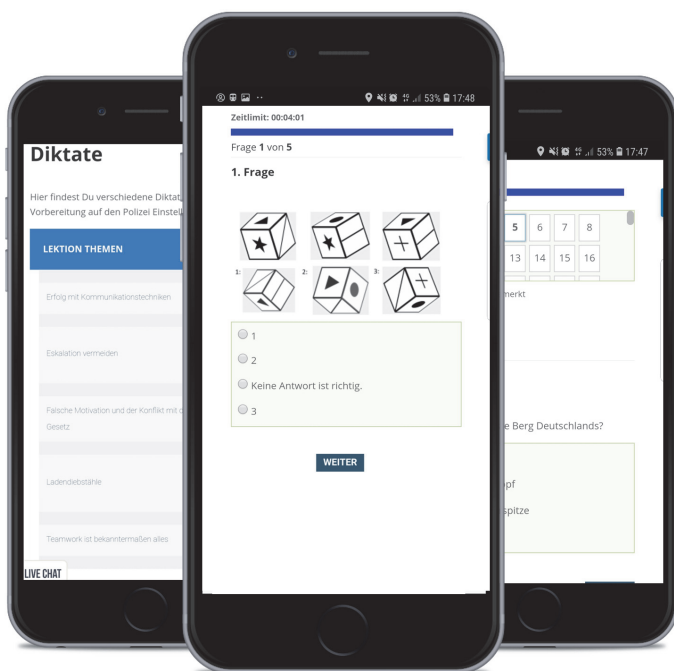 Diktate
Hier findest Du verschiedene Diktat
Vorbereitung auf den Polizei Einstell
LEKTION THEMEN
Erfolg mit Kommunikationstechniken
Eskalation vermeiden
Falsche Motivation und der Konflikt mit d
Gesetz
Ladendiebstähle
Teamwork ist bekanntermaßen alles
LIVE CHAT
4G 53% 17:48
Zeitlimit: 00:04:01
Frage 1 von 5
1. Frage
1: 2: 3:
1
2
Keine Antwort ist richtig.
3
WEITER
4G 53% 17:47
5 6 7 8
13 14 15 16
merkt
e Berg Deutschlands?
pf
spitze